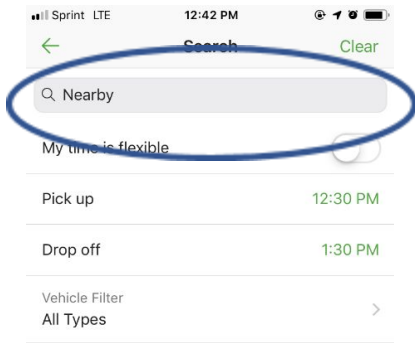 Sprint LTE 12:42 PM
Search Clear
Nearby
My time is flexible
Pick up 12:30 PM
Drop off 1:30 PM
Vehicle Filter
All Types